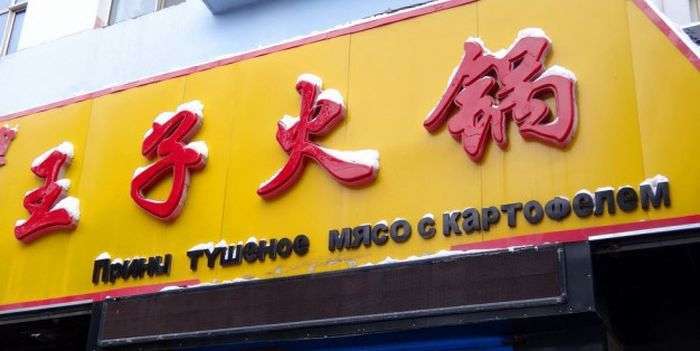 王子火锅
Принц тушеное мясо с картофелем